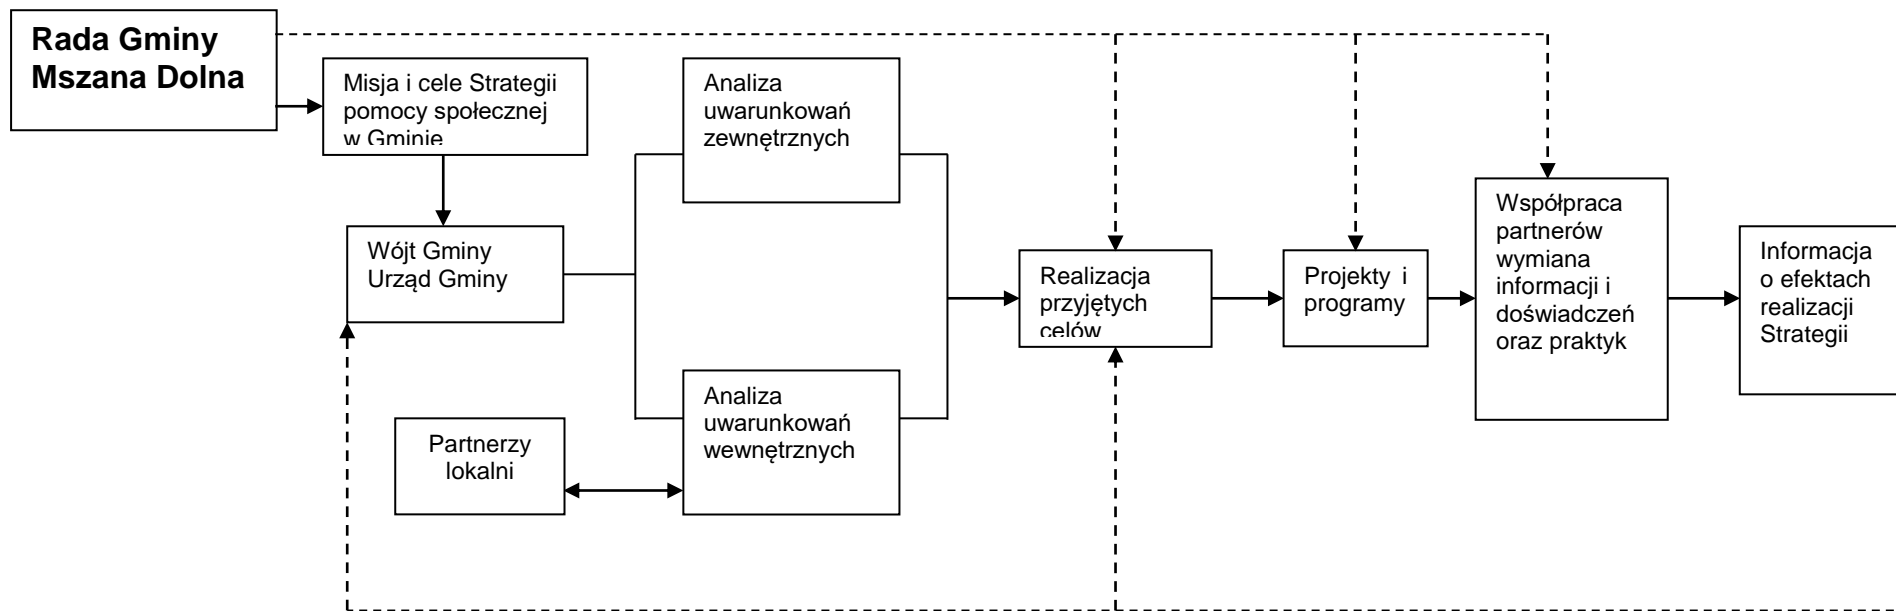 Rada Gminy
Mszana Dolna
Misja i cele Strategii
pomocy społecznej
w Gminie
Analiza
uwarunkowań
zewnętrznych
Wójt Gminy
Urząd Gminy
Analiza
uwarunkowań
wewnętrznych
Partnerzy
lokalni
Realizacja
przyjętych
celów
Projekty i
programy
Współpraca
partnerów
wymiana
informacji i
doświadczeń
oraz praktyk
Informacja
o efektach
realizacji
Strategii